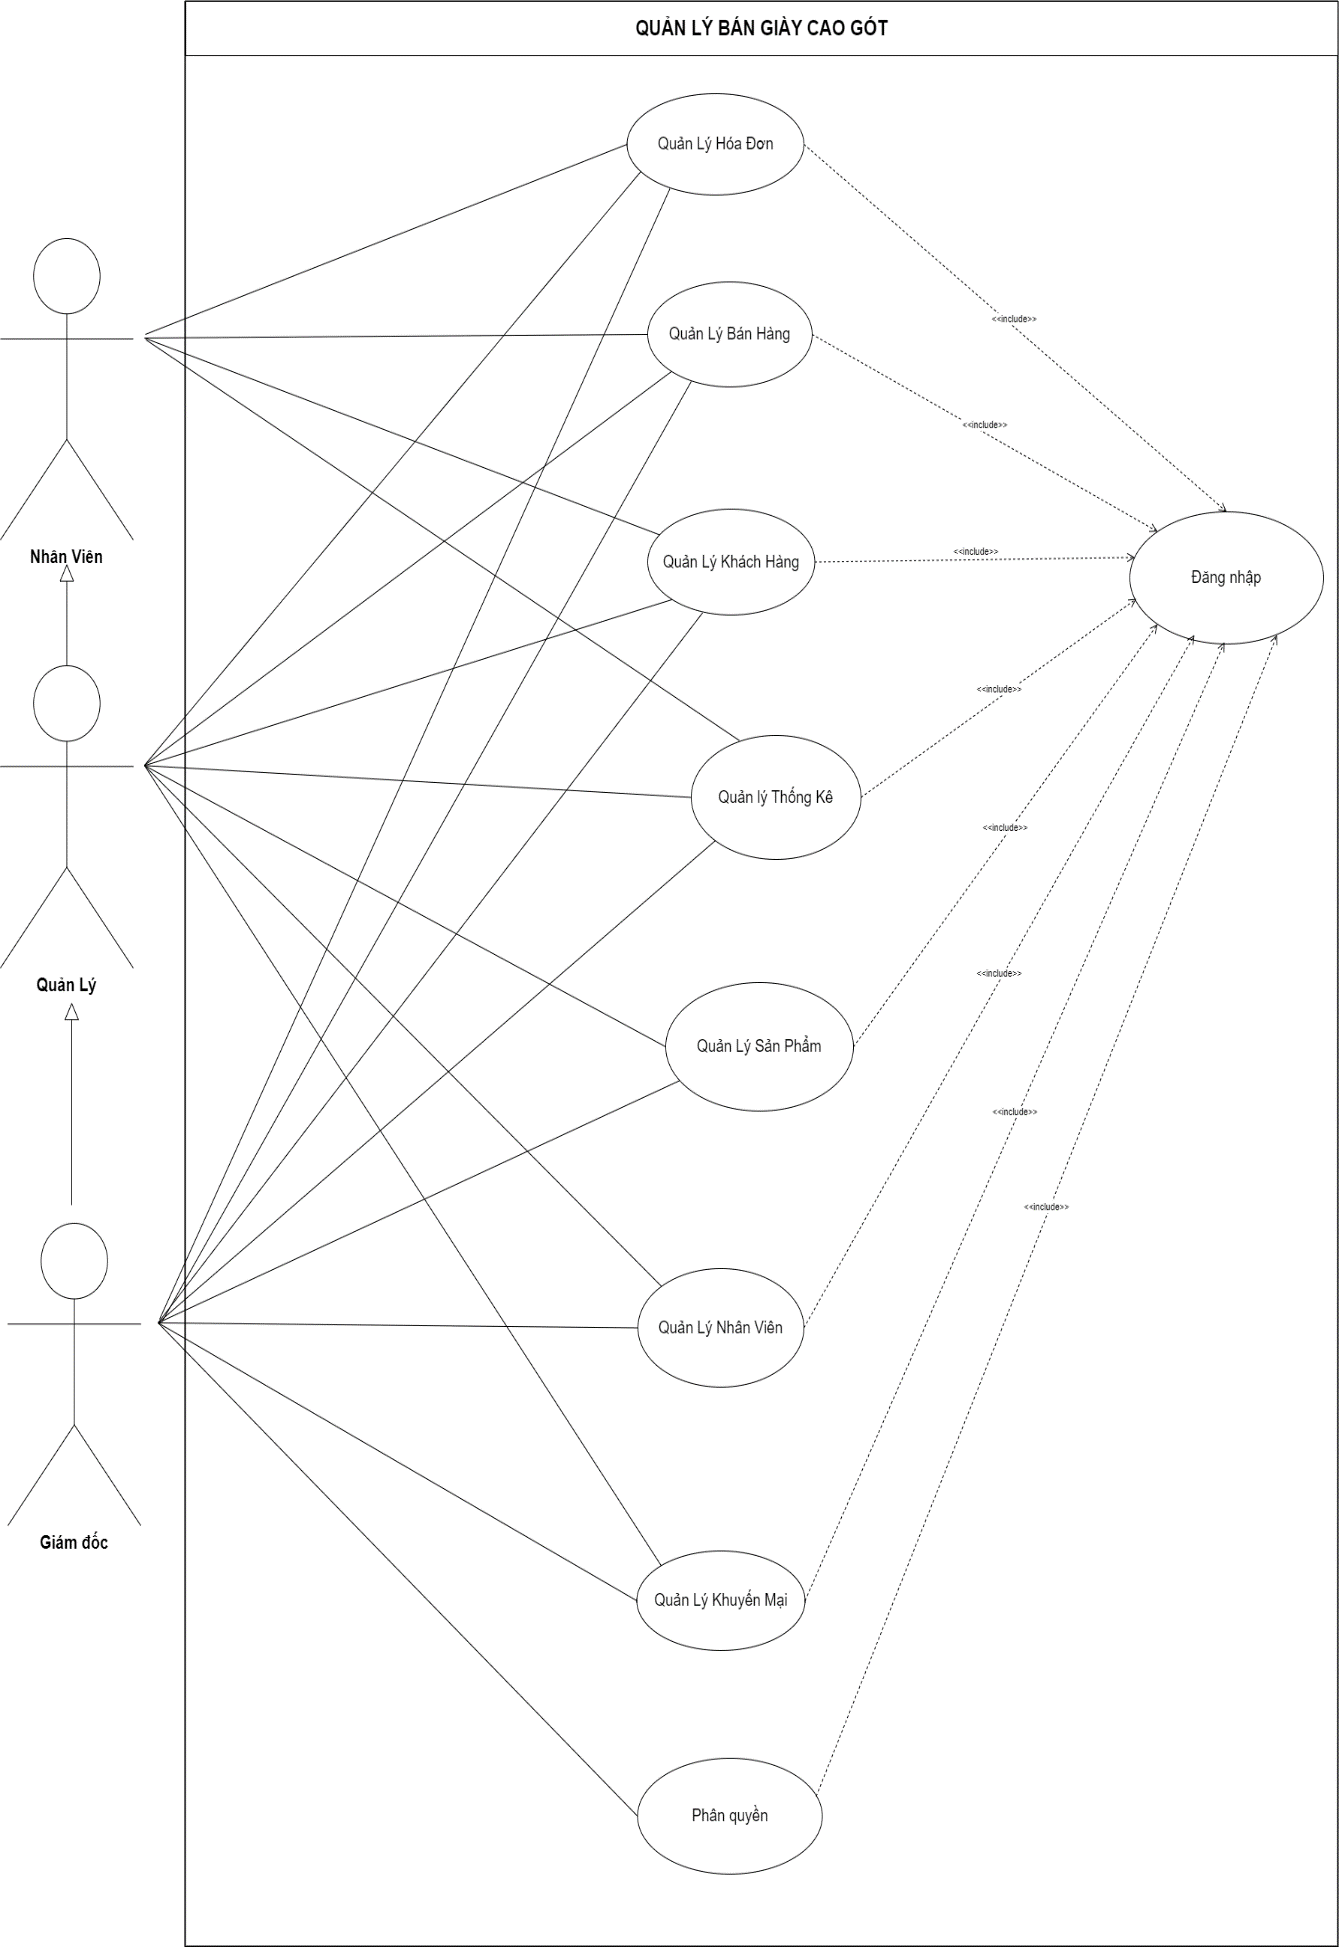 QUẢN LÝ BÁN GIÀY CAO GÓT
Quản Lý Hóa Đơn
<<include>>
Quản Lý Bán Hàng
<<include>>
Nhân Viên
Quản Lý Khách Hàng
<<include>>
Đăng nhập
<<include>>
Quản lý Thống Kê
<<include>>
Quản Lý
<<include>>
Quản Lý Sản Phẩm
<<include>>
<<include>>
Quản Lý Nhân Viên
Giám đốc
Quản Lý Khuyến Mại
Phân quyền